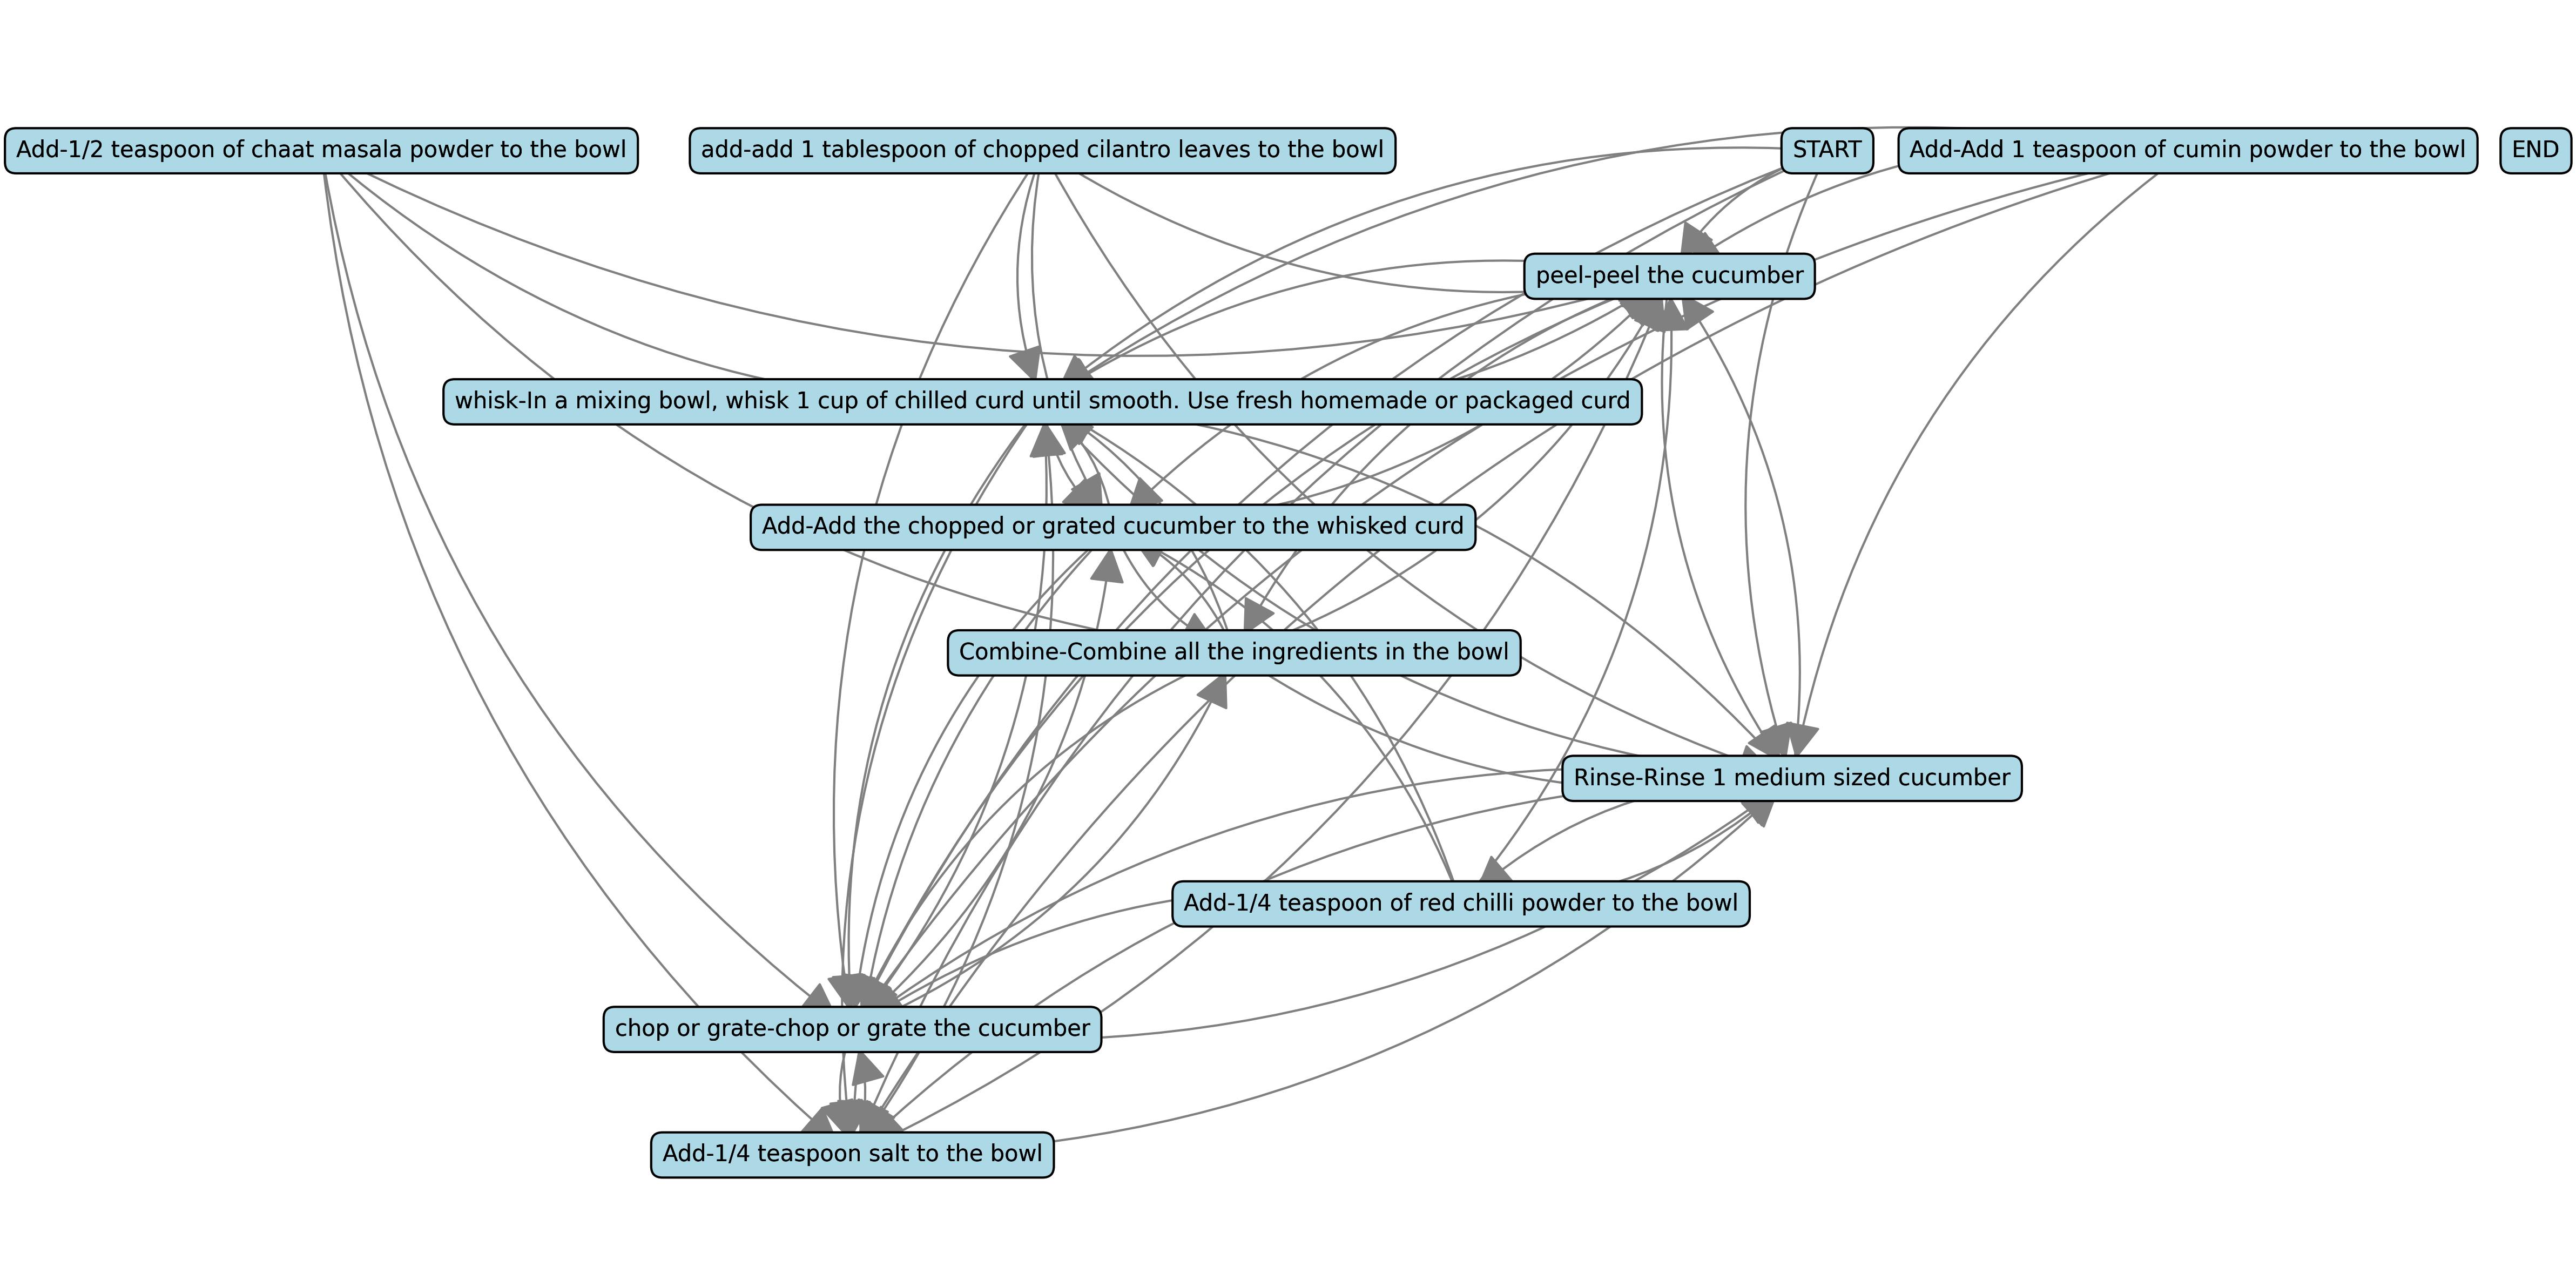 Add-1/2 teaspoon of chaat masala powder to the bowl
add-add 1 tablespoon of chopped cilantro leaves to the bowl
START
Add-Add 1 teaspoon of cumin powder to the bowl
END
peel-peel the cucumber
whisk-In a mixing bowl, whisk 1 cup of chilled curd until smooth. Use fresh homemade or packaged curd
Add-Add the chopped or grated cucumber to the whisked curd
Combine-Combine all the ingredients in the bowl
Rinse-Rinse 1 medium sized cucumber
Add-1/4 teaspoon of red chilli powder to the bowl
chop or grate-chop or grate the cucumber
Add-1/4 teaspoon salt to the bowl